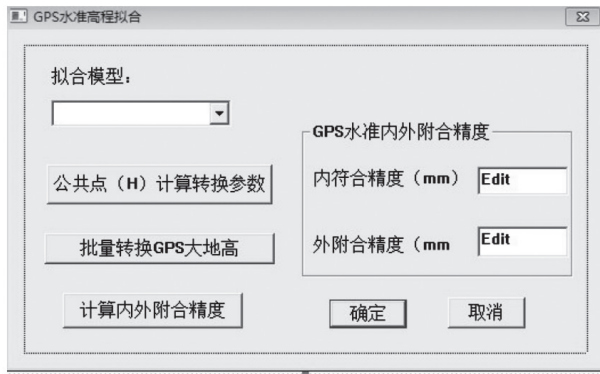 GPS水准高程拟合
拟合模型：
GPS水准内外附合精度
公共点（H）计算转换参数
内符合精度（mm）
Edit
批量转换GPS大地高
外附合精度（mm
Edit
计算内外附合精度
确定
取消